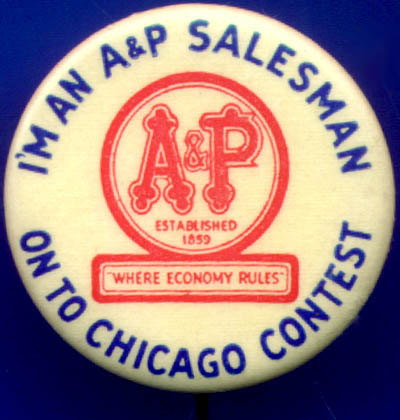 I'M AN A&P SALESMAN
A&P
ESTABLISHED
1859
"WHERE ECONOMY RULES"
ON TO CHICAGO CONTEST